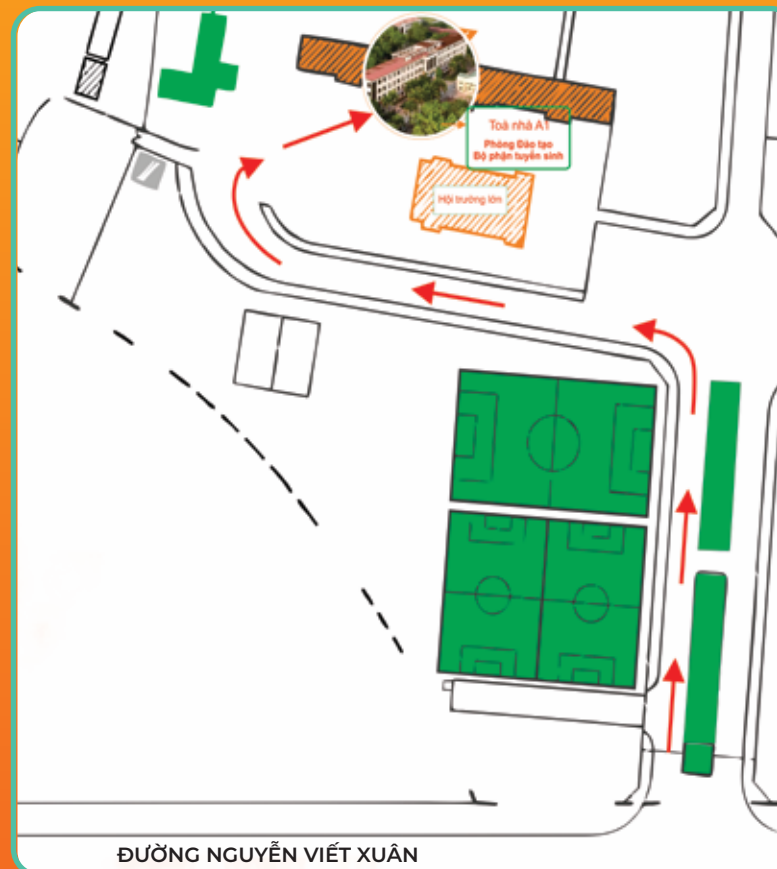 Toà nhà A1
Phòng Đào tạo
Bộ phận tuyển sinh
Hội trường lớn
ĐƯỜNG NGUYỄN VIẾT XUÂN